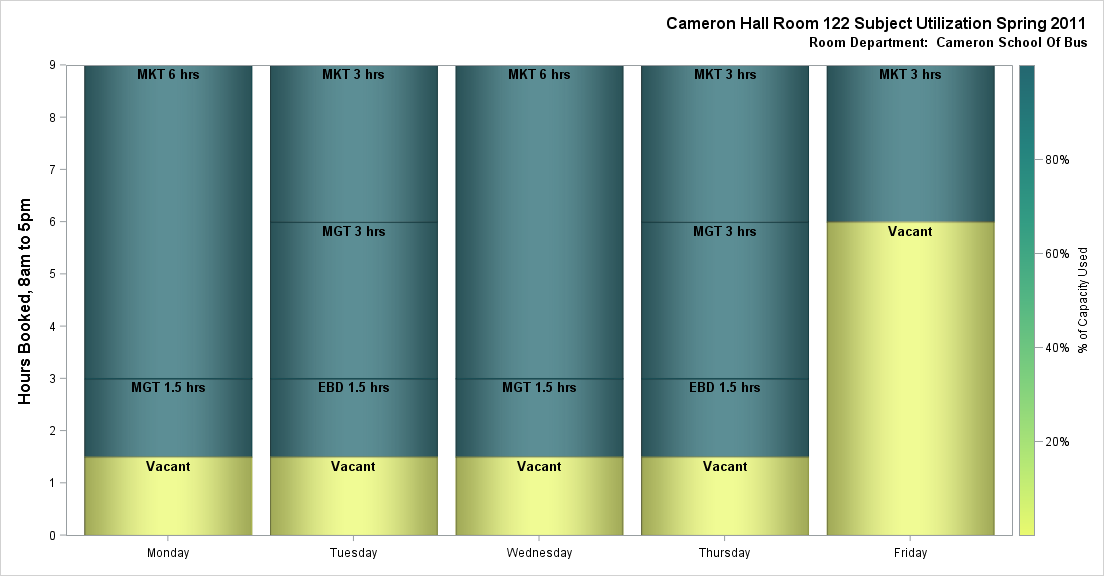 Cameron Hall Room 122 Subject Utilization Spring 2011
Room Department:  Cameron School Of Bus
Hours Booked, 8am to 5pm
9
8
7
6
5
4
3
2
1
0
MKT 6 hrs
MGT 1.5 hrs
Vacant
MKT 3 hrs
MGT 3 hrs
EBD 1.5 hrs
Vacant
MKT 6 hrs
MGT 1.5 hrs
Vacant
MKT 3 hrs
MGT 3 hrs
EBD 1.5 hrs
Vacant
MKT 3 hrs
Vacant
Monday
Tuesday
Wednesday
Thursday
Friday
80%
60%
40%
20%
% of Capacity Used